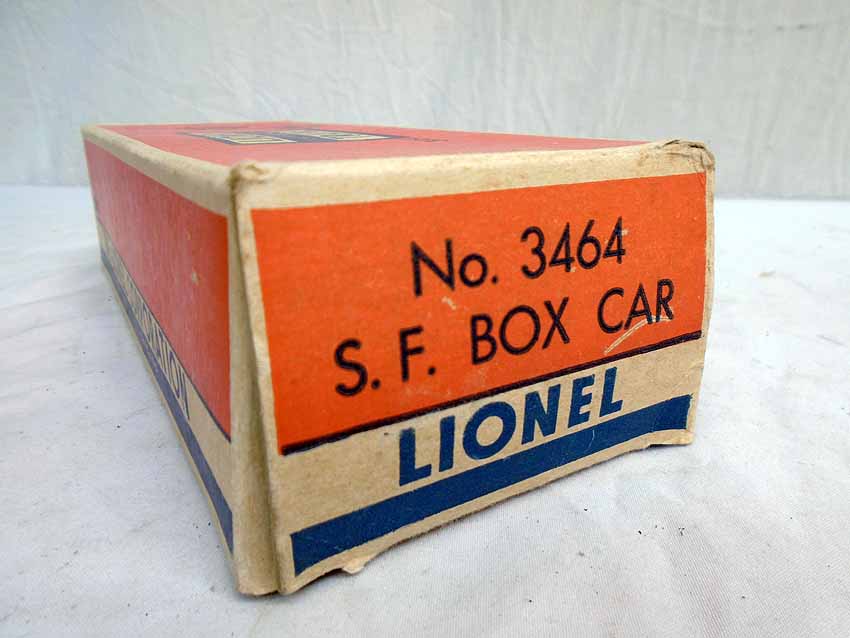 No. 3464
S. F. BOX CAR
LIONEL